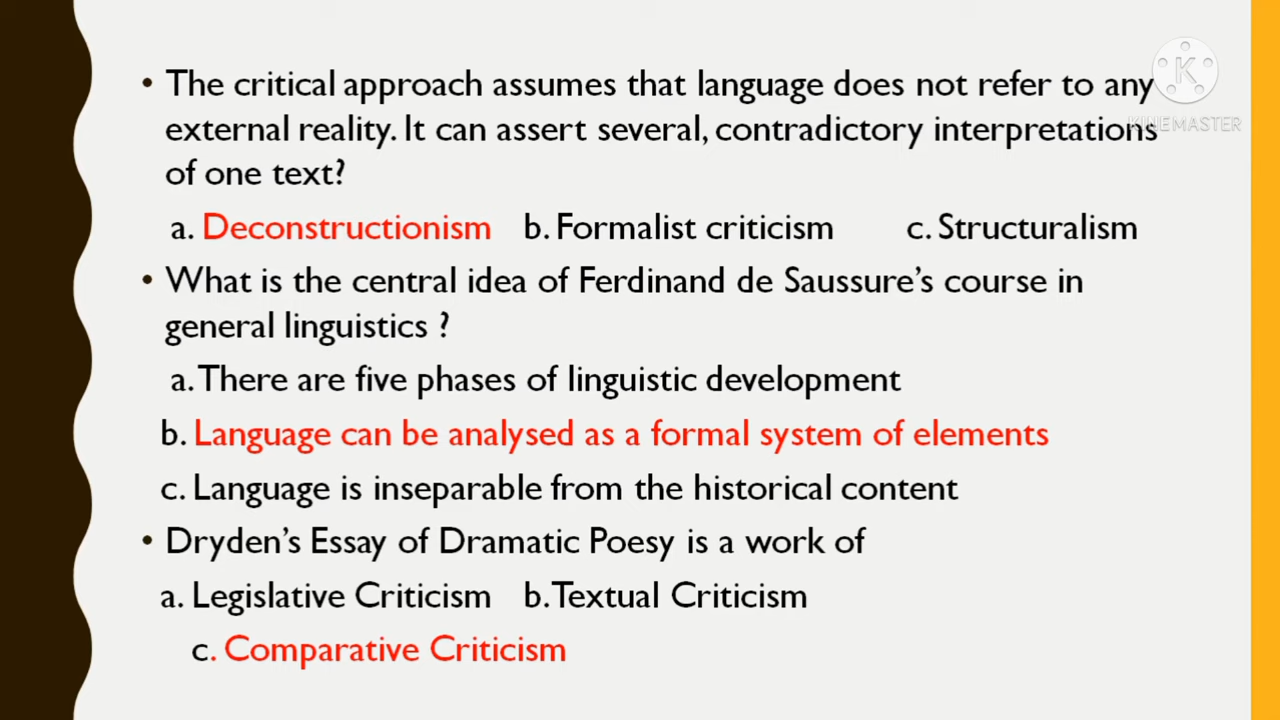 • The critical approach assumes that language does not refer to any
external reality. It can assert several, contradictory interpretations
of one text?
a. Deconstructionism b. Formalist criticism c. Structuralism
• What is the central idea of Ferdinand de Saussure’s course in
general linguistics ?
a. There are five phases of linguistic development
b. Language can be analysed as a formal system of elements
c. Language is inseparable from the historical content
• Dryden’s Essay of Dramatic Poesy is a work of
a. Legislative Criticism b. Textual Criticism
c. Comparative Criticism
K
KINEMASTER